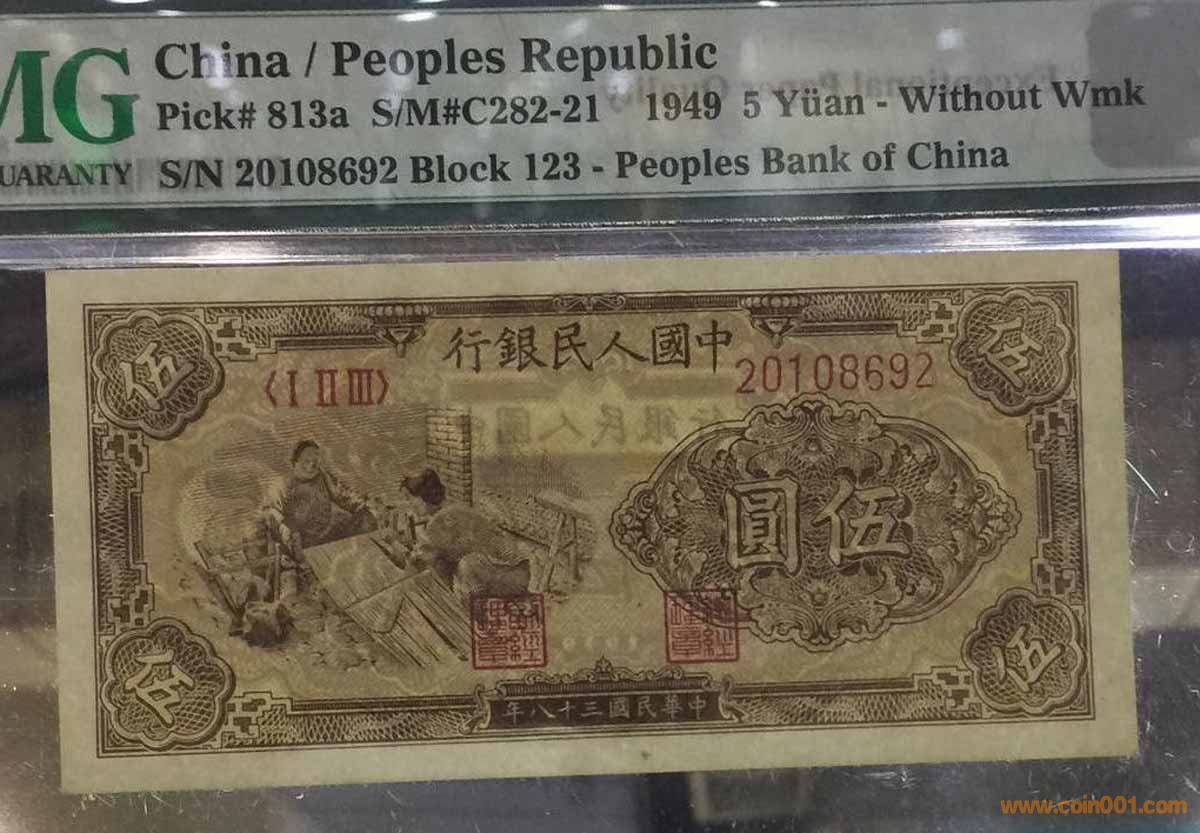 MG China / Peoples Republic
Pick# 813a S/M#C282-21 1949 5 Yüan - Without Wmk
UARANTY S/N 20108692 Block 123 - Peoples Bank of China
行銀民人國中
〈I II III〉 20108692
伍 伍
圓伍
伍 伍
年八十三國民華中
www.coin001.com